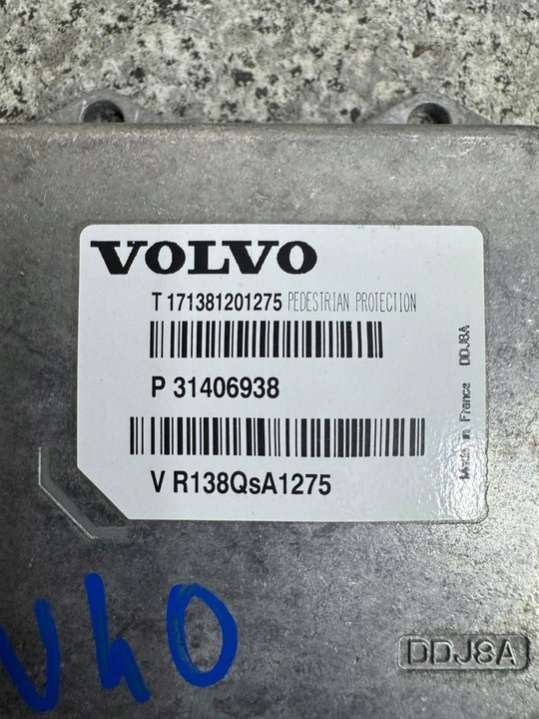 VOLVO
T 171381201275 PEDESTRIAN PROTECTION
P 31406938
V R138QsA1275
Made in France DDJ8A
V40
DDJ8A